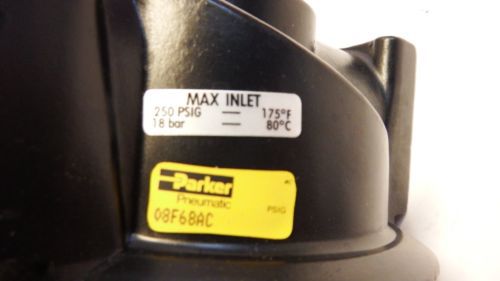 MAX INLET
250 PSIG = 175°F
18 bar = 80°C
Parker
Pneumatic
PSIG
08F68AC